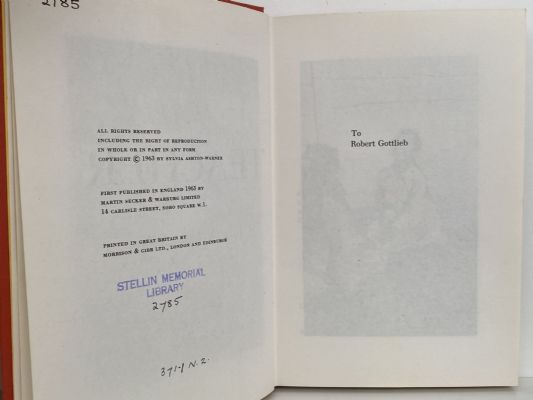 2785
ALL RIGHTS RESERVED
INCLUDING THE RIGHT OF REPRODUCTION
IN WHOLE OR IN PART IN ANY FORM
COPYRIGHT © 1963 BY SYLVIA ASHTON-WARNER
FIRST PUBLISHED IN ENGLAND 1963 BY
MARTIN SECKER & WARBURG LIMITED
14 CARLISLE STREET, SOHO SQUARE W.1.
PRINTED IN GREAT BRITAIN BY
MORRISON & GIBB LTD., LONDON AND EDINBURGH
STELLIN MEMORIAL
LIBRARY
2785
371.1 N.Z.
To
Robert Gottlieb